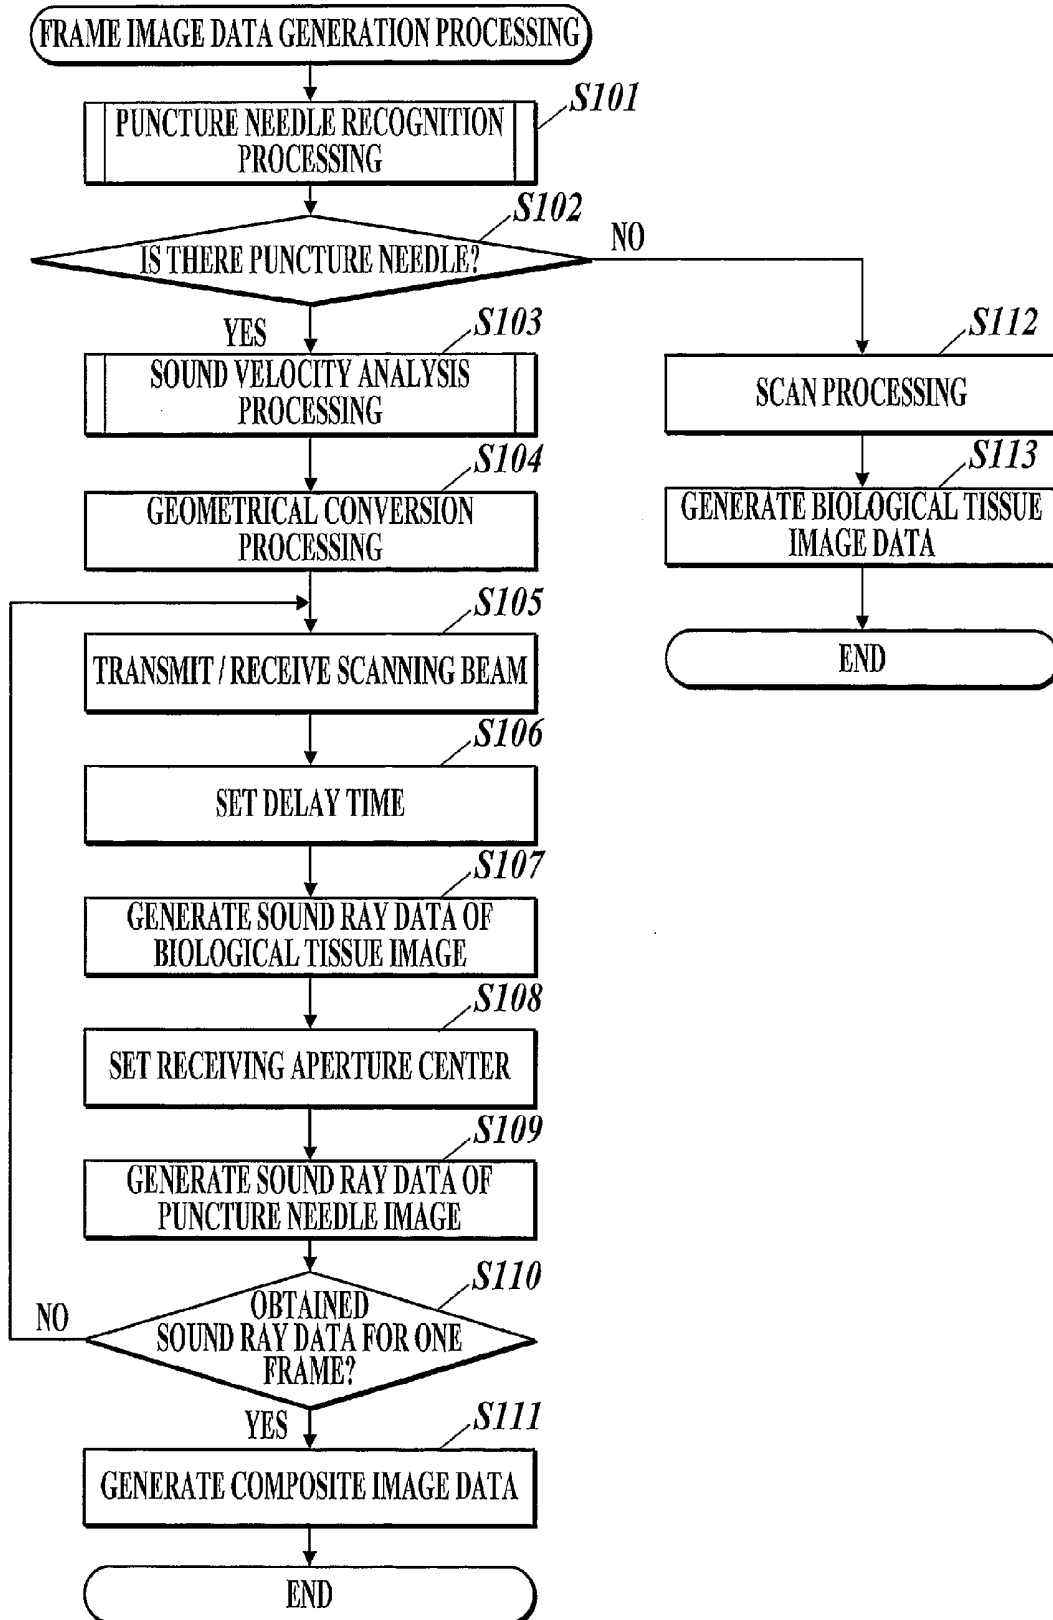 FRAME IMAGE DATA GENERATION PROCESSING
S101
PUNCTURE NEEDLE RECOGNITION
PROCESSING
S102
IS THERE PUNCTURE NEEDLE?
NO
YES
S103
SOUND VELOCITY ANALYSIS
PROCESSING
S112
SCAN PROCESSING
S104
GEOMETRICAL CONVERSION
PROCESSING
S113
GENERATE BIOLOGICAL TISSUE
IMAGE DATA
END
S105
TRANSMIT / RECEIVE SCANNING BEAM
S106
SET DELAY TIME
S107
GENERATE SOUND RAY DATA OF
BIOLOGICAL TISSUE IMAGE
S108
SET RECEIVING APERTURE CENTER
S109
GENERATE SOUND RAY DATA OF
PUNCTURE NEEDLE IMAGE
S110
OBTAINED
SOUND RAY DATA FOR ONE
FRAME?
NO
YES
S111
GENERATE COMPOSITE IMAGE DATA
END